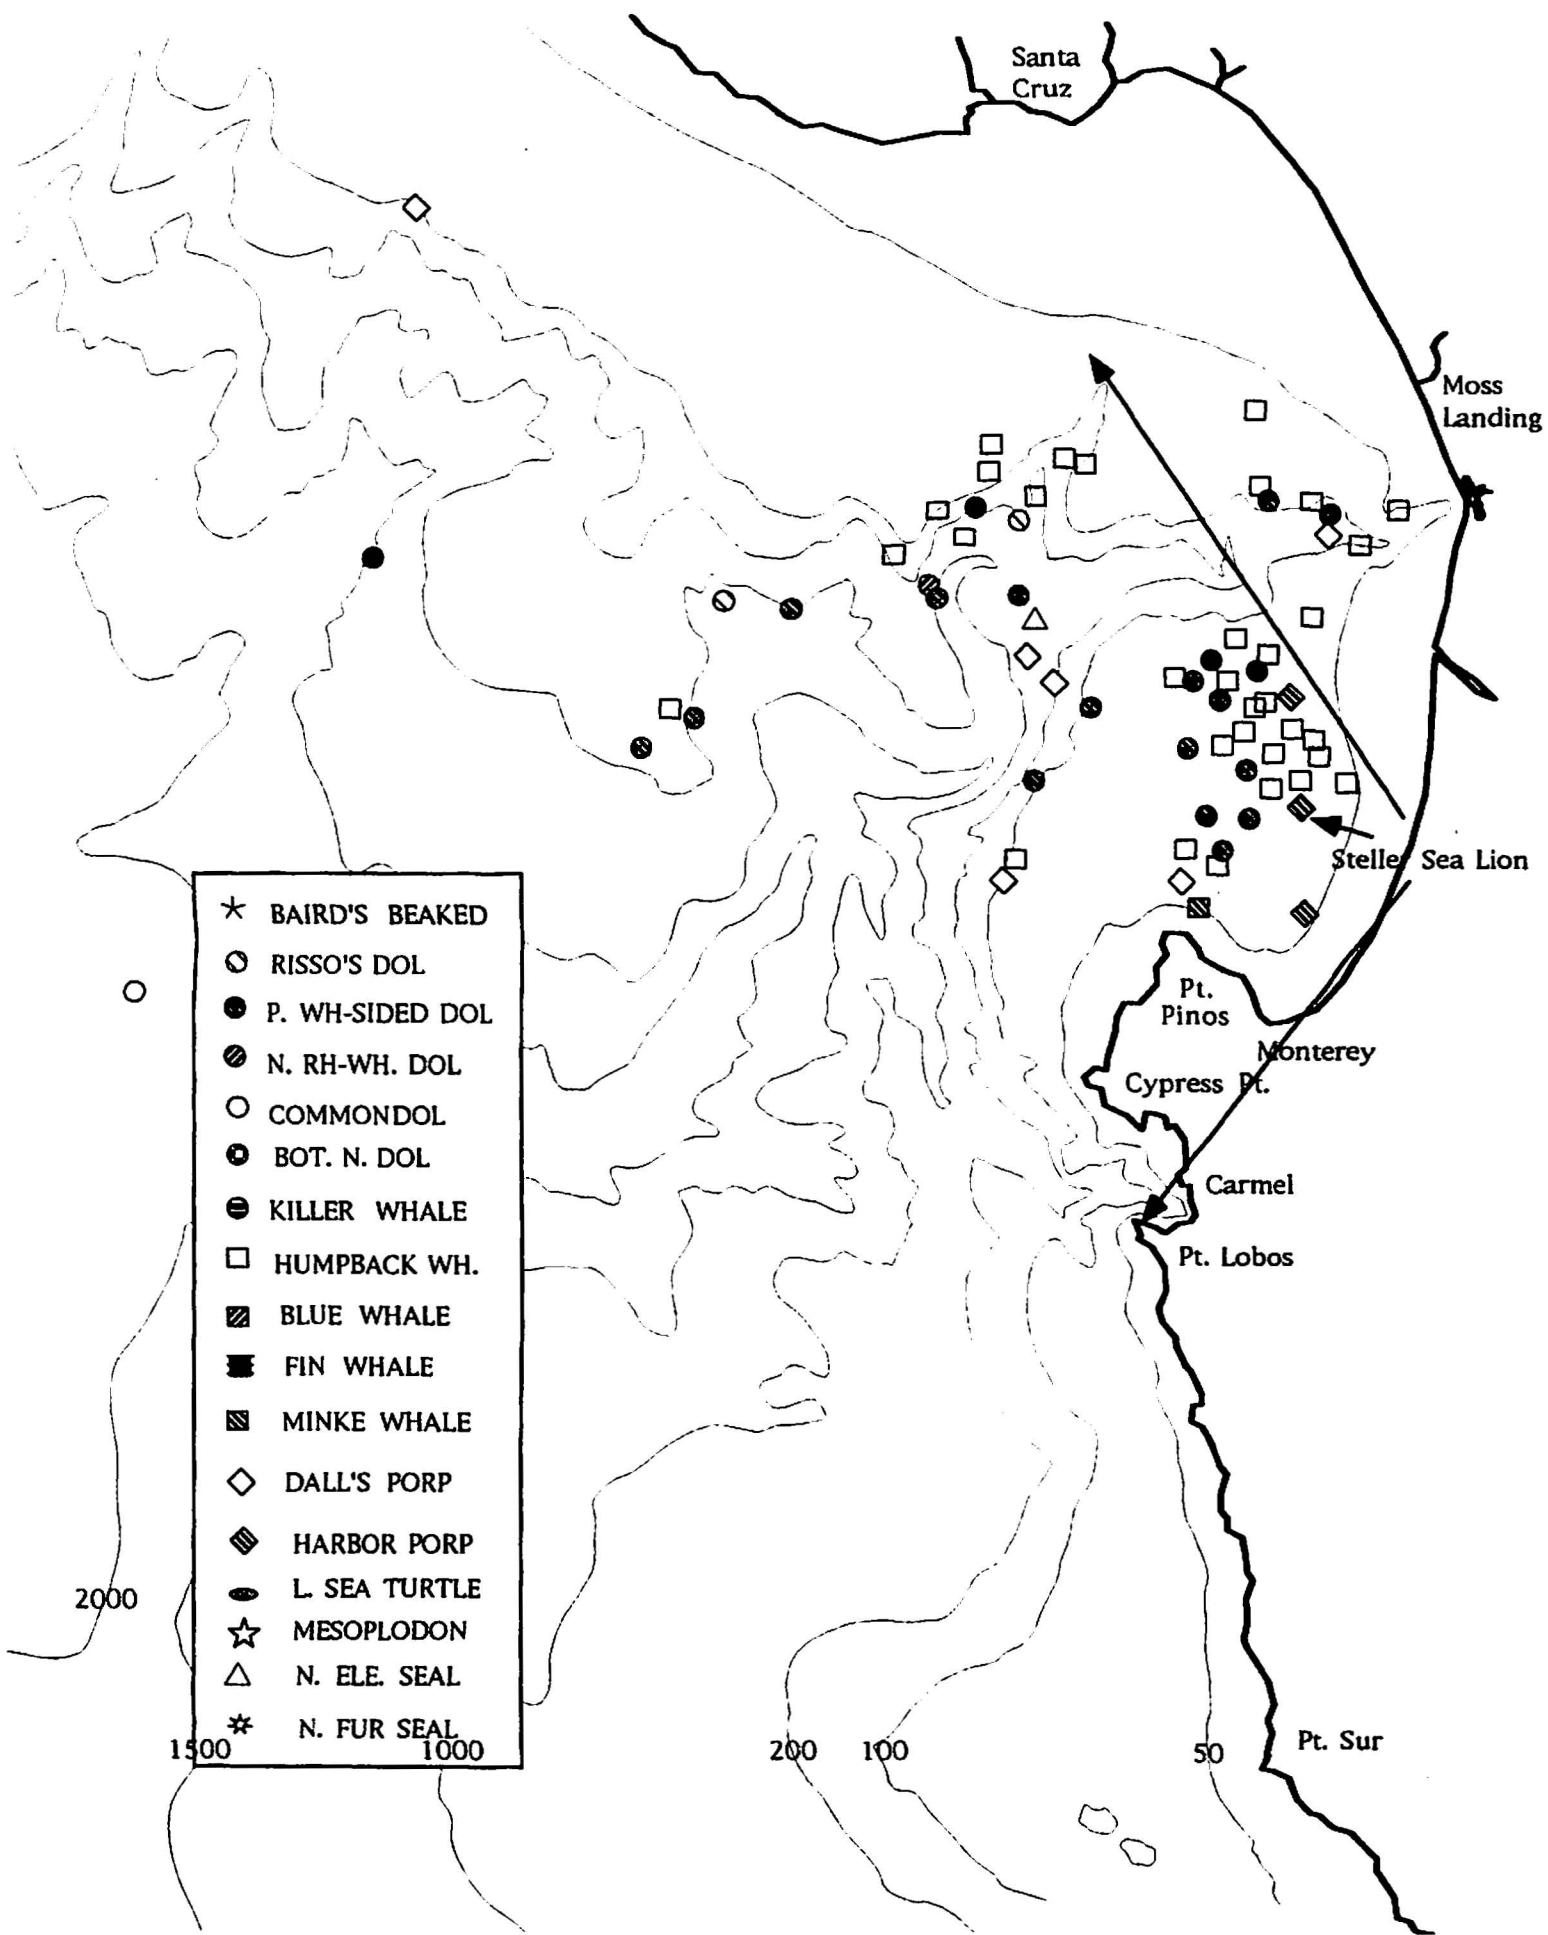 Santa
Cruz
Moss
Landing
Steller Sea Lion
BAIRD'S BEAKED
RISSO'S DOL
P. WH-SIDED DOL
N. RH-WH. DOL
COMMON DOL
BOT. N. DOL
KILLER WHALE
HUMPBACK WH.
BLUE WHALE
FIN WHALE
MINKE WHALE
DALL'S PORP
HARBOR PORP
L. SEA TURTLE
MESOPLODON
N. ELE. SEAL
N. FUR SEAL
Pt.
Pinos
Monterey
Cypress Pt.
Carmel
Pt. Lobos
2000
1500
1000
200
100
50
Pt. Sur